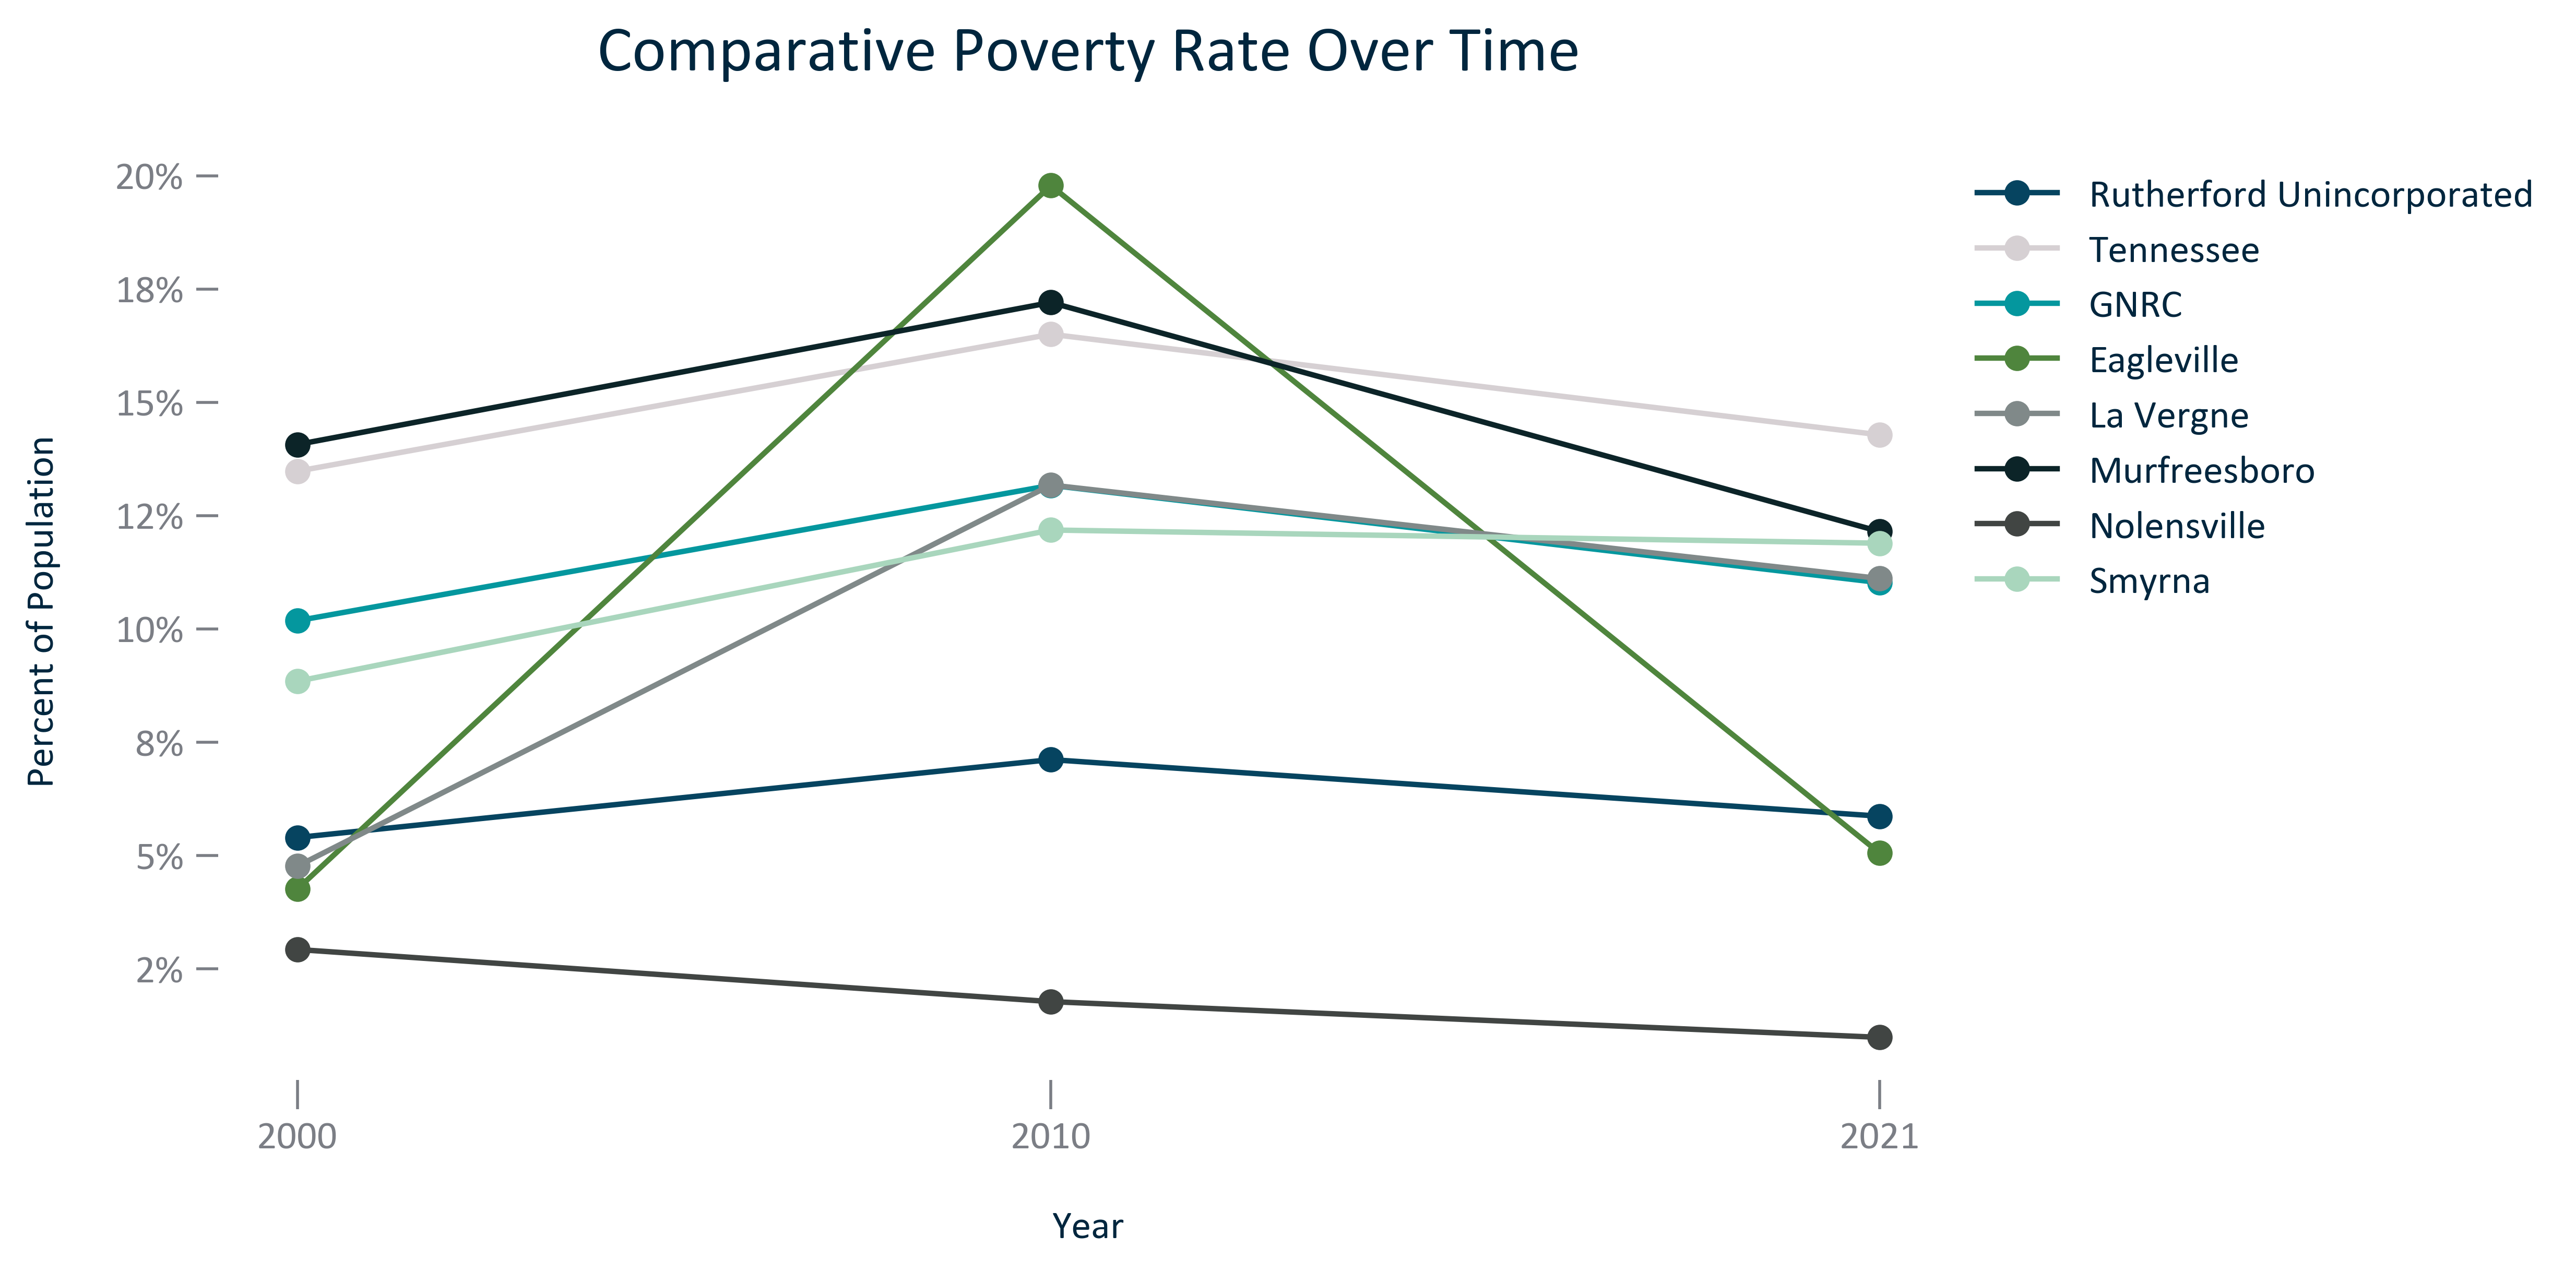 Comparative Poverty Rate Over Time
Percent of Population
20%
18%
15%
12%
10%
8%
5%
2%
2000
2010
2021
Year
Rutherford Unincorporated
Tennessee
GNRC
Eagleville
La Vergne
Murfreesboro
Nolensville
Smyrna